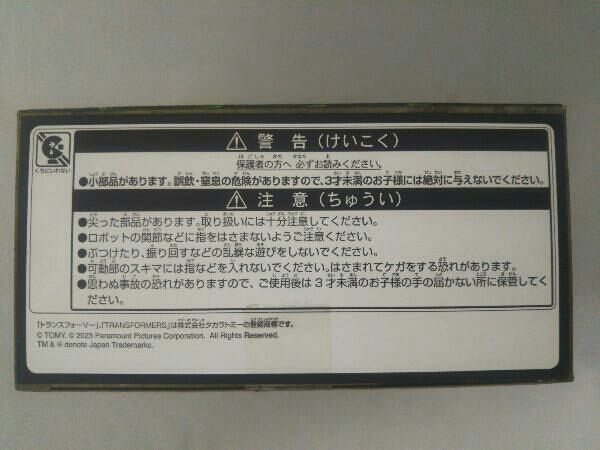 くちにいれない
⚠警告(けいこく)
保護者の方へ 必ずお読みください。
●小部品があります。誤飲・窒息の危険がありますので、3才未満のお子様には絶対に与えないでください。
⚠注意(ちゅうい)
●尖った部品があります。取り扱いには十分注意してください。
●ロボットの関節などに指をはさまないようご注意ください。
●ぶつけたり、振り回すなどの乱暴な遊びをしないでください。
●可動部のスキマには指などを入れないでください。はさまれてケガをする恐れがあります。
●思わぬ事故の恐れがありますので、ご使用後は3才未満のお子様の手の届かない所に保管してく
ださい。
「トランスフォーマー」、「TRANSFORMERS」は株式会社タカラトミーの登録商標です。
© TOMY. © 2023 Paramount Pictures Corporation. All Rights Reserved.
TM & ® denote Japan Trademarks.